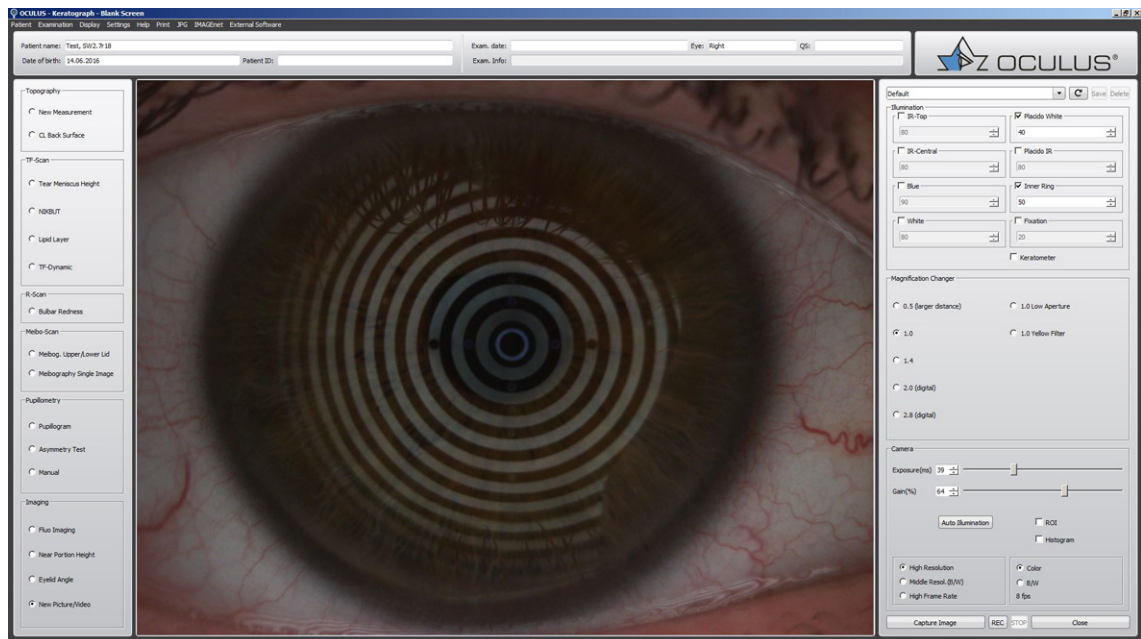 OCULUS - Keratograph - Blank Screen
Patient Examination Display Settings Help Print JPG IMAGEnet External Software
Patient name: Test, SW2.7r18
Exam. date:
Eye: Right
QS:
Date of birth: 14.06.2016
Patient ID:
Exam. Info:
OCULUS®
Topography
New Measurement
CL Back Surface
TF-Scan
Tear Meniscus Height
NIKBUT
Lipid Layer
TF-Dynamic
R-Scan
Bulbar Redness
Meibo-Scan
Meibog. Upper/Lower Lid
Meibography Single Image
Pupillometry
Pupillogram
Asymmetry Test
Manual
Imaging
Fluo Imaging
Near Portion Height
Eyelid Angle
New Picture/Video
Default
Save Delete
Illumination
IR-Top
80
Placido White
40
IR-Central
80
Placido IR
80
Blue
90
Inner Ring
50
White
80
Fixation
20
Keratometer
Magnification Changer
0.5 (larger distance)
1.0 Low Aperture
1.0
1.0 Yellow Filter
1.4
2.0 (digital)
2.8 (digital)
Camera
Exposure(ms) 39
Gain(%) 64
Auto Illumination
ROI
Histogram
High Resolution
Color
Middle Resol.(B/W)
B/W
High Frame Rate
8 fps
Capture Image REC STOP Close